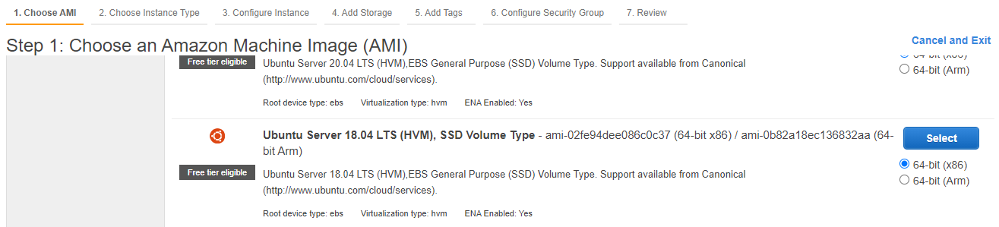 1. Choose AMI 2. Choose Instance Type 3. Configure Instance 4. Add Storage 5. Add Tags 6. Configure Security Group 7. Review
Step 1: Choose an Amazon Machine Image (AMI)
Cancel and Exit
64-bit (x86)
Free tier eligible
Ubuntu Server 20.04 LTS (HVM),EBS General Purpose (SSD) Volume Type. Support available from Canonical
(http://www.ubuntu.com/cloud/services).
64-bit (Arm)
Root device type: ebs Virtualization type: hvm ENA Enabled: Yes
Ubuntu Server 18.04 LTS (HVM), SSD Volume Type - ami-02fe94dee086c0c37 (64-bit x86) / ami-0b82a18ec136832aa (64-
bit Arm)
Select
64-bit (x86)
64-bit (Arm)
Free tier eligible
Ubuntu Server 18.04 LTS (HVM),EBS General Purpose (SSD) Volume Type. Support available from Canonical
(http://www.ubuntu.com/cloud/services).
Root device type: ebs Virtualization type: hvm ENA Enabled: Yes